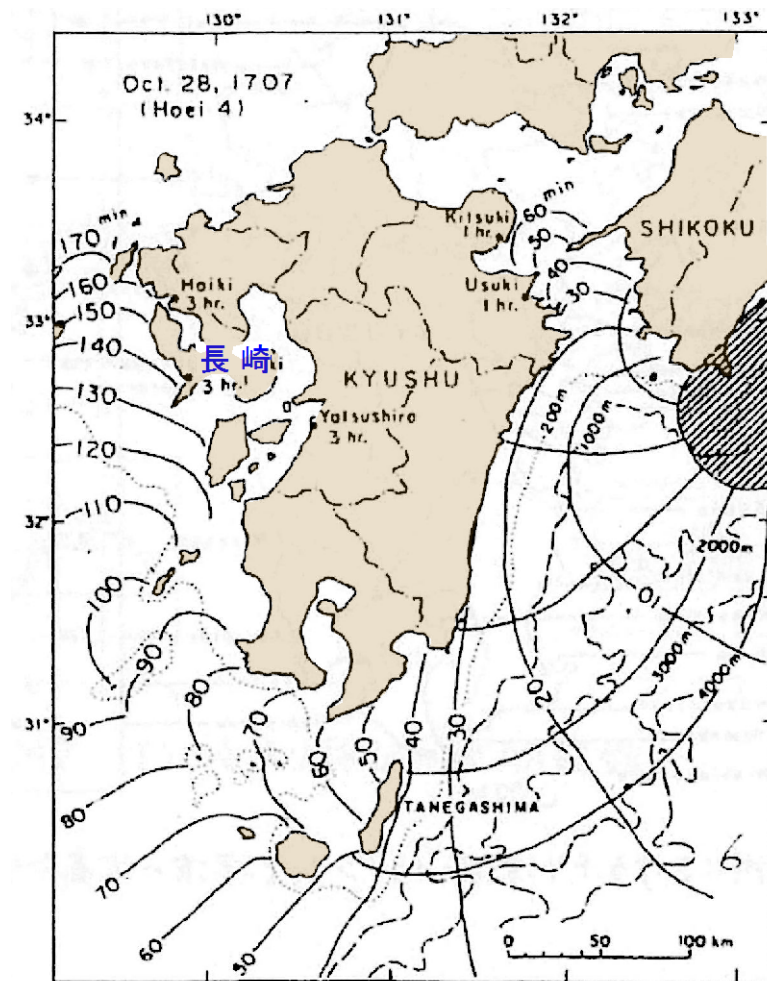 130°
131°
132°
133°
Oct. 28, 1707
(Hoei 4)
34°
33°
32°
31°
170 min
160
150
140
130
120
110
100
90
90
80
80
70
70
60
60
50
50
40
30
20
10
60 min
50
40
30
Kitsuki
1 hr.
SHIKOKU
Usuki
1 hr.
Haiki
3 hr.
長崎
3 hr.
KYUSHU
Yatsushiro
3 hr.
200m
1000m
2000m
3000m
4000m
TANEGASHIMA
0 50 100 km